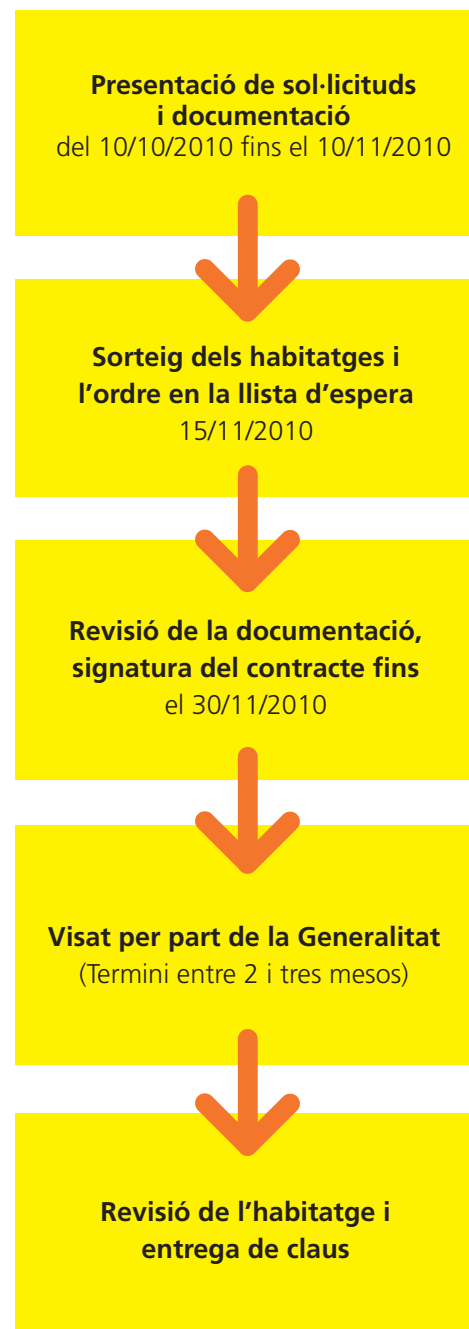 Presentació de sol·licituds
i documentació
del 10/10/2010 fins el 10/11/2010
Sorteig dels habitatges i
l’ordre en la llista d’espera
15/11/2010
Revisió de la documentació,
signatura del contracte fins
el 30/11/2010
Visat per part de la Generalitat
(Termini entre 2 i tres mesos)
Revisió de l’habitatge i
entrega de claus